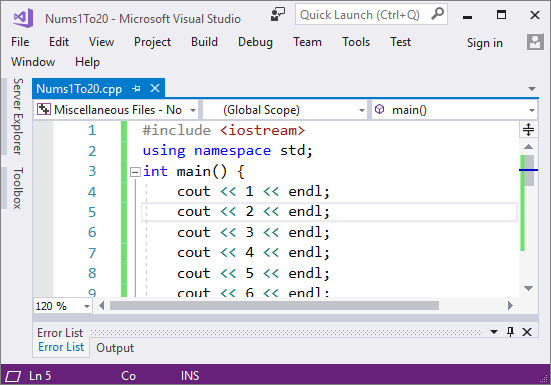 Nums1To20 - Microsoft Visual Studio
Quick Launch (Ctrl+Q)
File Edit View Project Build Debug Team Tools Test Sign in
Window Help
Server Explorer
Toolbox
Nums1To20.cpp
Miscellaneous Files - No (Global Scope) main()
1 #include <iostream>
2 using namespace std;
3 int main() {
4 cout << 1 << endl;
5 cout << 2 << endl;
6 cout << 3 << endl;
7 cout << 4 << endl;
8 cout << 5 << endl;
9 cout << 6 << endl;
120 %
Error List
Error List Output
Ln 5 Co INS